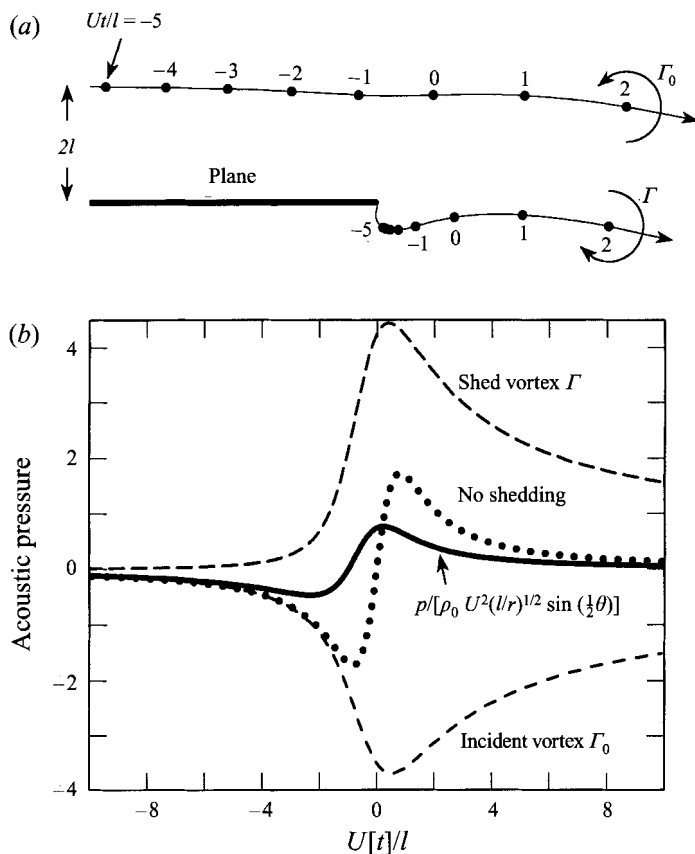 (a)
Ut/l = −5
−4 −3 −2 −1 0 1 2 Γ₀
2l
Plane
−5 −1 0 1 2 Γ
(b)
4
2
0
−2
−4
Acoustic pressure
Shed vortex Γ
No shedding
p/[ρ₀ U²(l/r)^{1/2} sin (½θ)]
Incident vortex Γ₀
−8 −4 0 4 8
U[t]/l